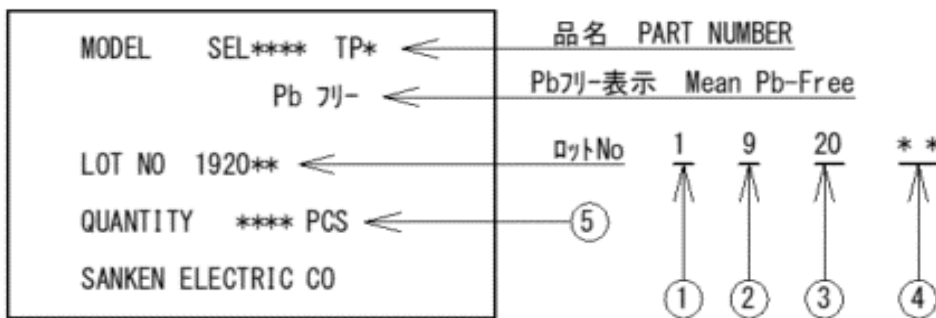 MODEL SEL**** TP*
品名 PART NUMBER
Pb フリー
Pbフリー表示 Mean Pb-Free
LOT NO 1920**
ロットNo 1 9 20 **
QUANTITY **** PCS
⑤
SANKEN ELECTRIC CO
① ② ③ ④